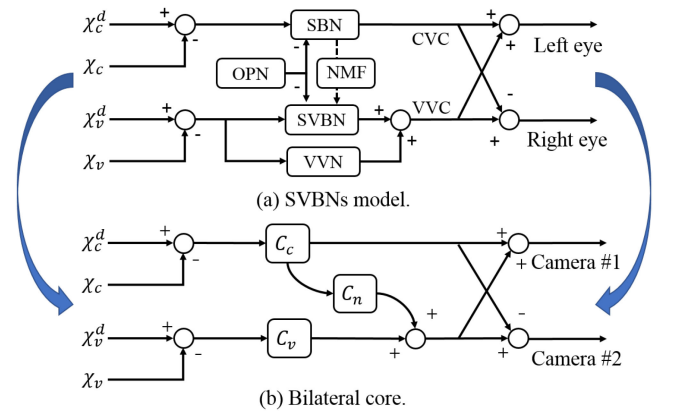 χ_c^d + SBN + Left eye
- CVC +
χ_c - OPN NMF
- -
χ_v^d + SVBN + VVC + Right eye
- + +
χ_v VVN
(a) SVBNs model.
χ_c^d + C_c + Camera #1
- +
χ_c C_n + -
χ_v^d + C_v + + Camera #2
-
χ_v
(b) Bilateral core.